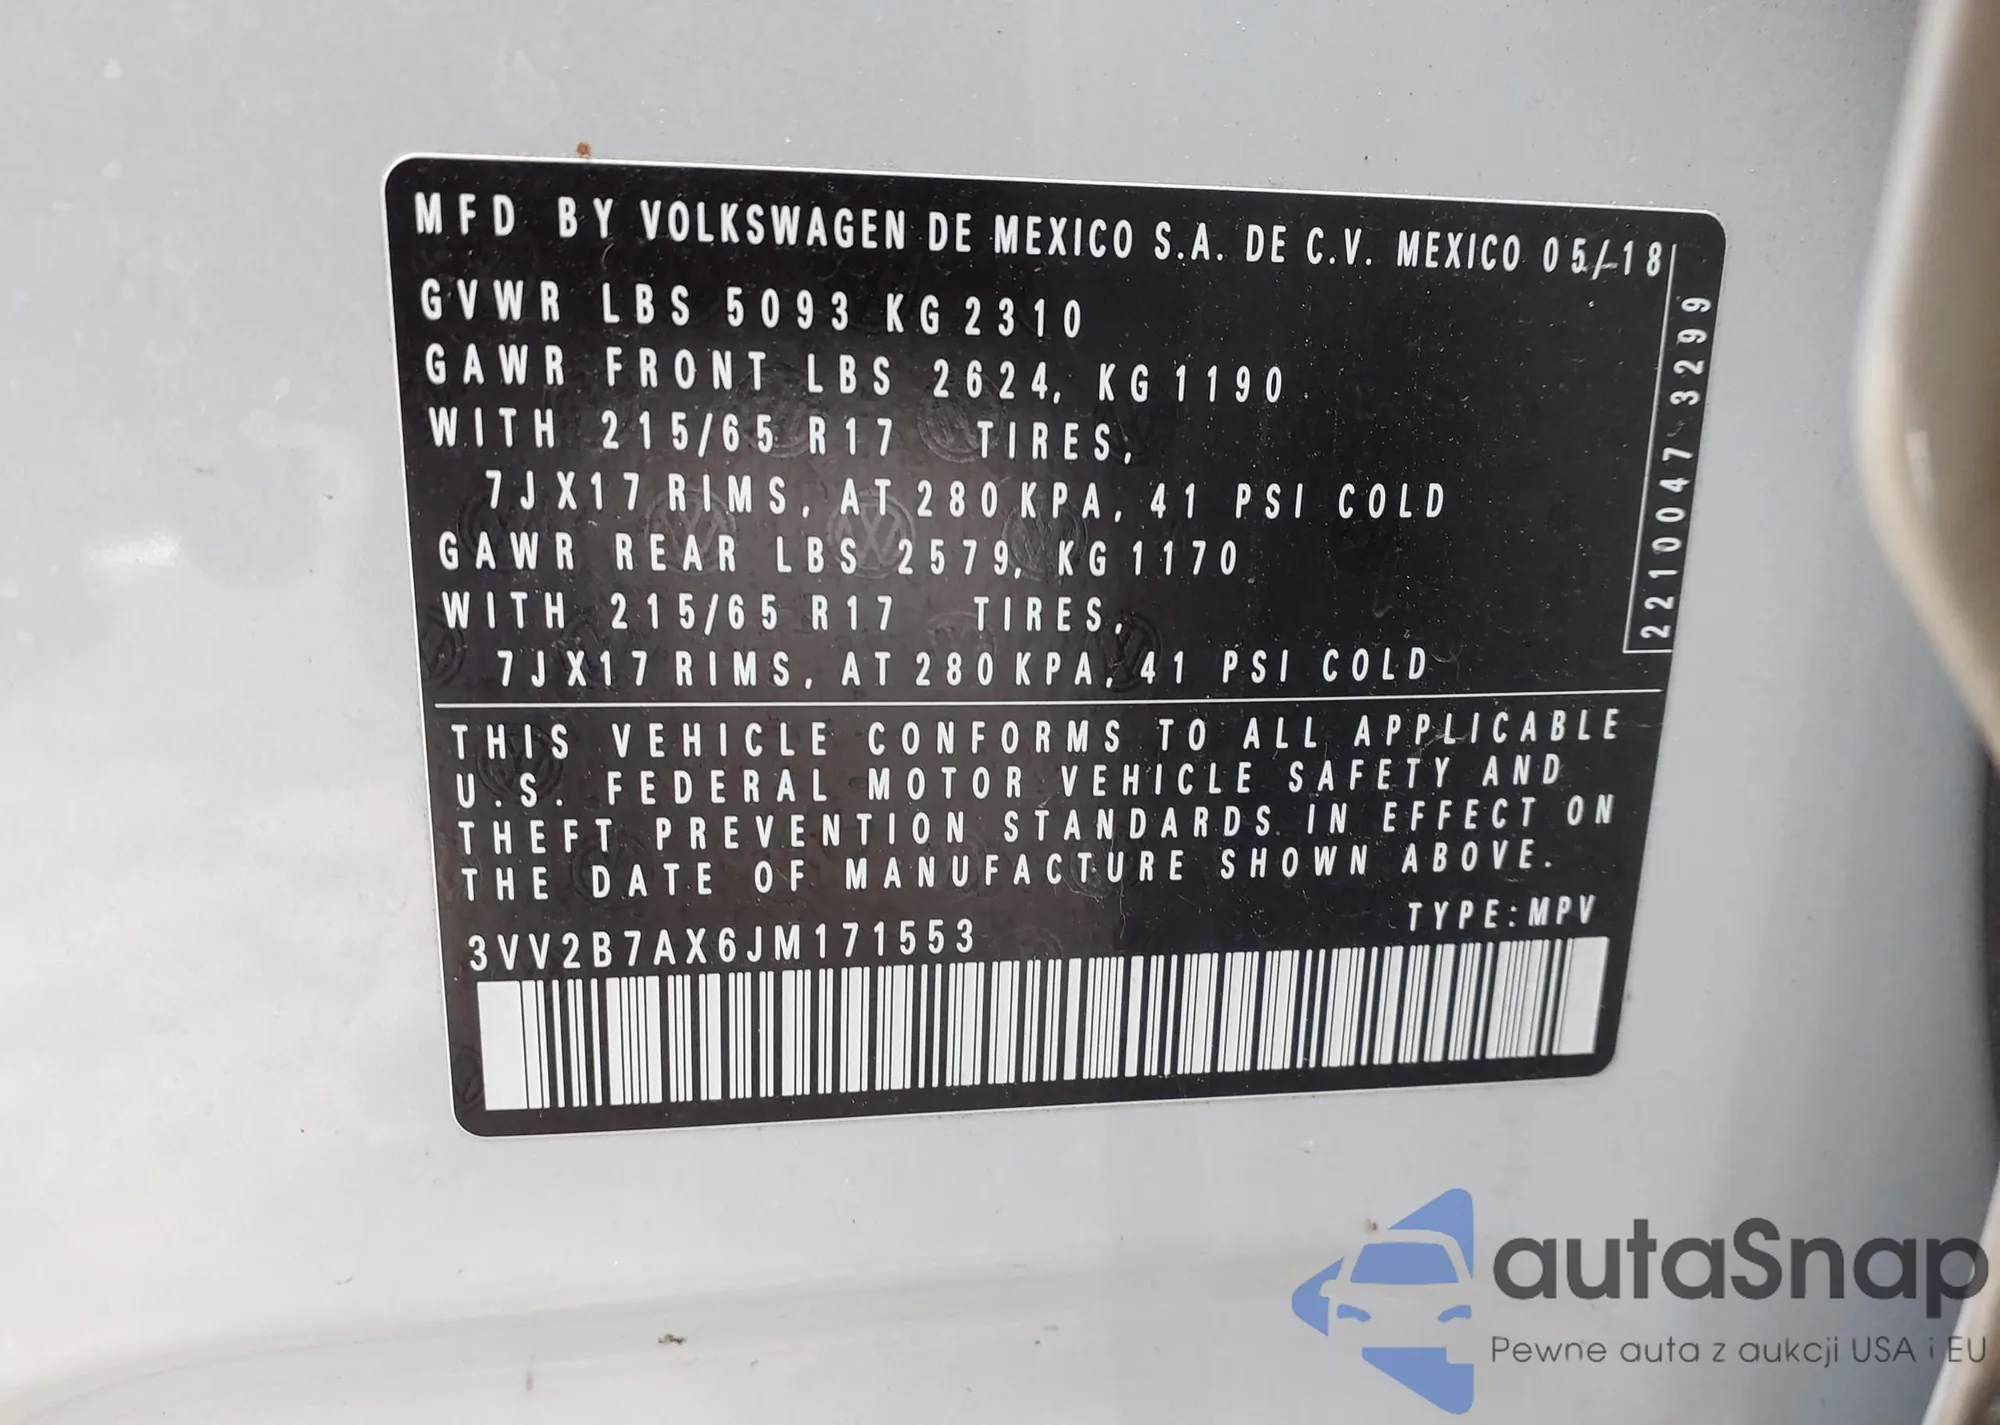 MFD BY VOLKSWAGEN DE MEXICO S.A. DE C.V. MEXICO 05/18
GVWR LBS 5093 KG 2310
GAWR FRONT LBS 2624, KG 1190
WITH 215/65 R17 TIRES,
7JX17 RIMS, AT 280 KPA, 41 PSI COLD
GAWR REAR LBS 2579, KG 1170
WITH 215/65 R17 TIRES,
7JX17 RIMS, AT 280 KPA, 41 PSI COLD
2210047 3299
THIS VEHICLE CONFORMS TO ALL APPLICABLE
U.S. FEDERAL MOTOR VEHICLE SAFETY AND
THEFT PREVENTION STANDARDS IN EFFECT ON
THE DATE OF MANUFACTURE SHOWN ABOVE.
3VV2B7AX6JM171553
TYPE: MPV
autaSnap
Pewne auta z aukcji USA i EU